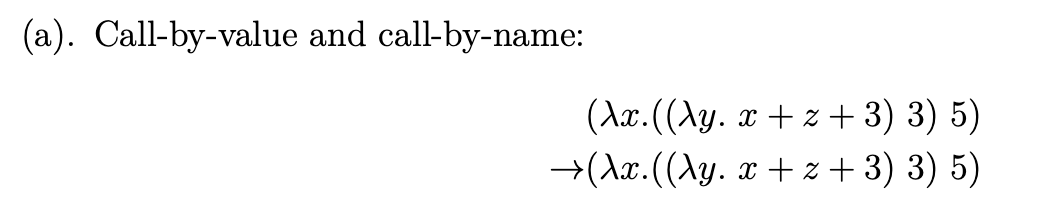 (a). Call-by-value and call-by-name:
(λx.((λy. x + z + 3) 3) 5)
→(λx.((λy. x + z + 3) 3) 5)